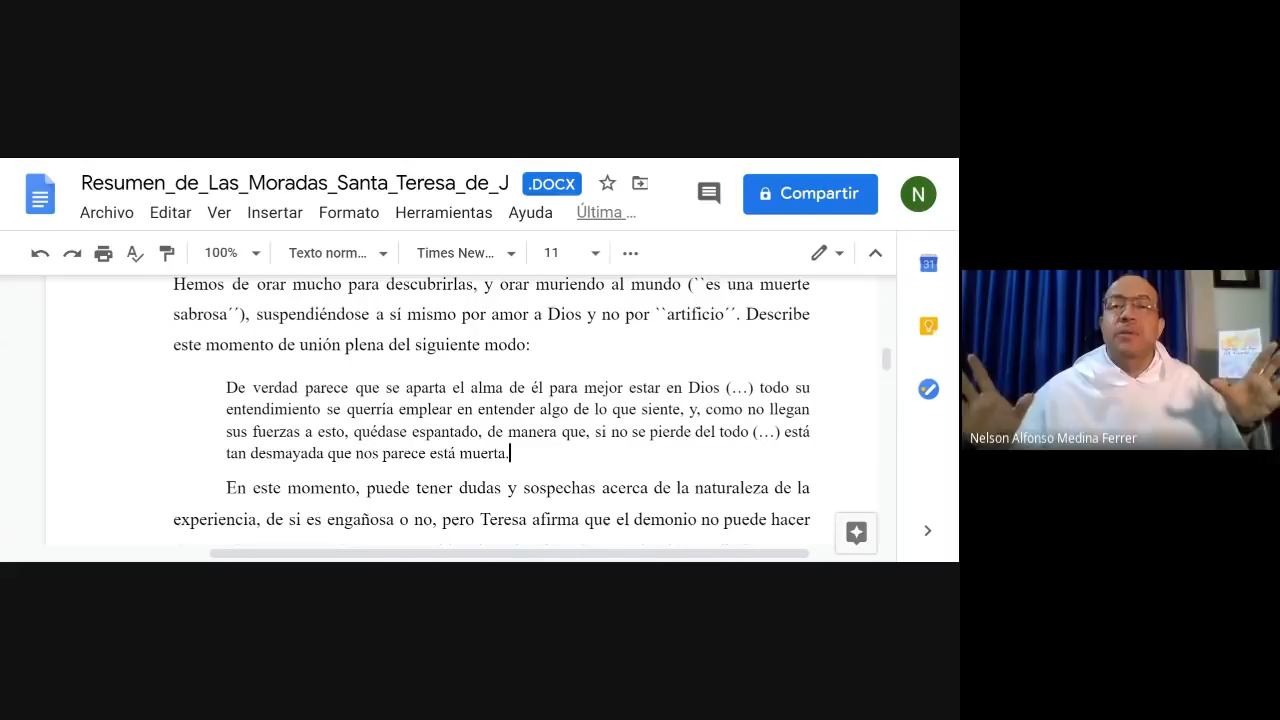 Resumen_de_Las_Moradas_Santa_Teresa_de_J .DOCX
Compartir
N
Archivo Editar Ver Insertar Formato Herramientas Ayuda Última ...
100% Texto norm... Times New... 11
31
Hemos de orar mucho para descubrirlas, y orar muriendo al mundo (``es una muerte
sabrosa´´), suspendiéndose a sí mismo por amor a Dios y no por ``artificio´´. Describe
este momento de unión plena del siguiente modo:
De verdad parece que se aparta el alma de él para mejor estar en Dios (…) todo su
entendimiento se querría emplear en entender algo de lo que siente, y, como no llegan
sus fuerzas a esto, quédase espantado, de manera que, si no se pierde del todo (…) está
tan desmayada que nos parece está muerta.
En este momento, puede tener dudas y sospechas acerca de la naturaleza de la
experiencia, de si es engañosa o no, pero Teresa afirma que el demonio no puede hacer
Nelson Alfonso Medina Ferrer